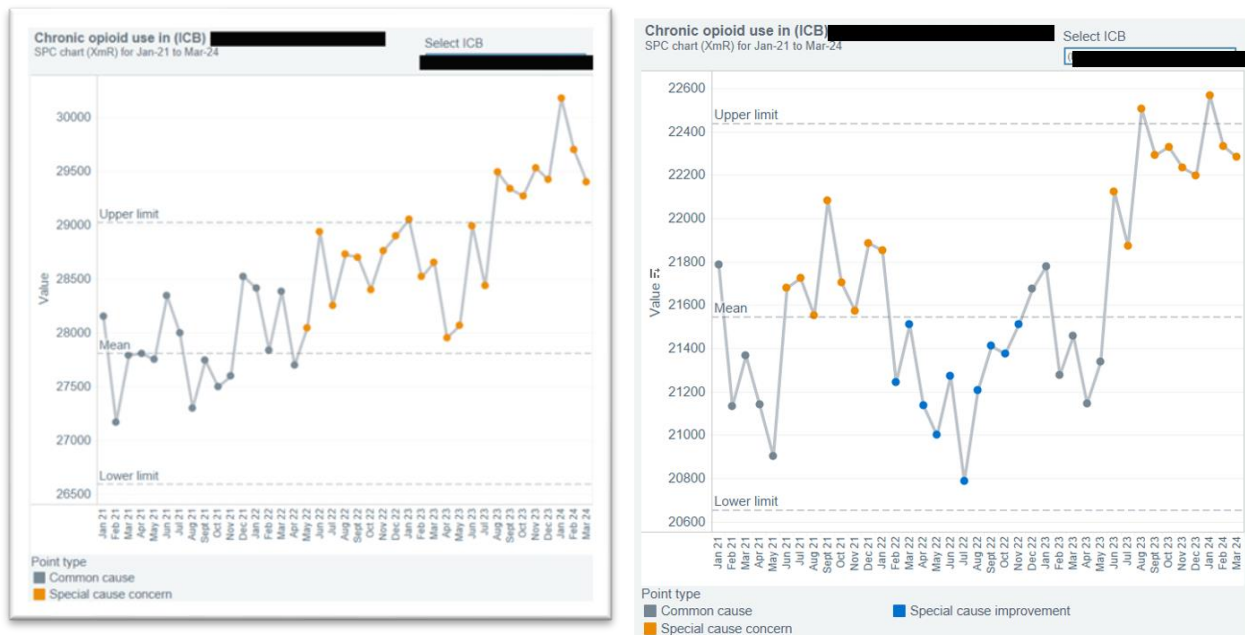 Chronic opioid use in (ICB)
SPC chart (XmR) for Jan-21 to Mar-24
Select ICB
30000
29500
29000
28500
28000
27500
27000
26500
Value
Upper limit
Mean
Lower limit
Jan 21
Feb 21
Mar 21
Apr 21
May 21
Jun 21
Jul 21
Aug 21
Sept 21
Oct 21
Nov 21
Dec 21
Jan 22
Feb 22
Mar 22
Apr 22
May 22
Jun 22
Jul 22
Aug 22
Sept 22
Oct 22
Nov 22
Dec 22
Jan 23
Feb 23
Mar 23
Apr 23
May 23
Jun 23
Jul 23
Aug 23
Sept 23
Oct 23
Nov 23
Dec 23
Jan 24
Feb 24
Mar 24
Point type
Common cause
Special cause concern
Chronic opioid use in (ICB)
SPC chart (XmR) for Jan-21 to Mar-24
Select ICB
22600
22400
22200
22000
21800
21600
21400
21200
21000
20800
20600
Value
Upper limit
Mean
Lower limit
Jan 21
Feb 21
Mar 21
Apr 21
May 21
Jun 21
Jul 21
Aug 21
Sept 21
Oct 21
Nov 21
Dec 21
Jan 22
Feb 22
Mar 22
Apr 22
May 22
Jun 22
Jul 22
Aug 22
Sept 22
Oct 22
Nov 22
Dec 22
Jan 23
Feb 23
Mar 23
Apr 23
May 23
Jun 23
Jul 23
Aug 23
Sept 23
Oct 23
Nov 23
Dec 23
Jan 24
Feb 24
Mar 24
Point type
Common cause
Special cause improvement
Special cause concern